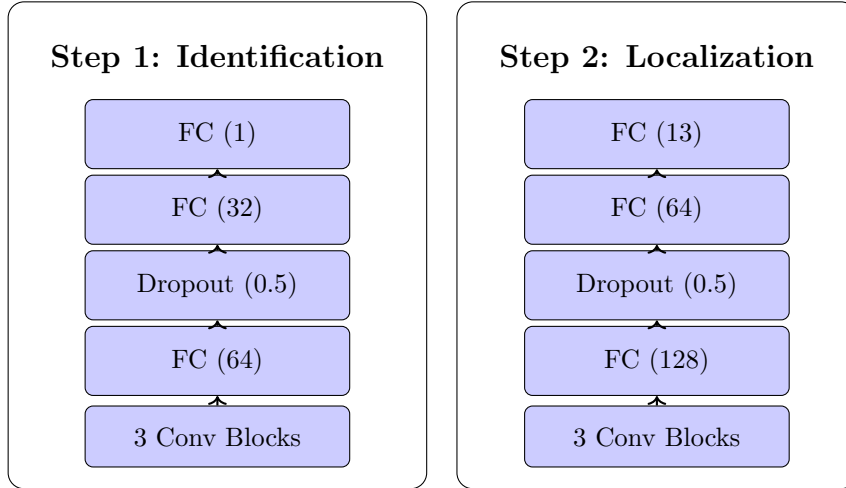 Step 1: Identification
FC (1)
FC (32)
Dropout (0.5)
FC (64)
3 Conv Blocks
Step 2: Localization
FC (13)
FC (64)
Dropout (0.5)
FC (128)
3 Conv Blocks